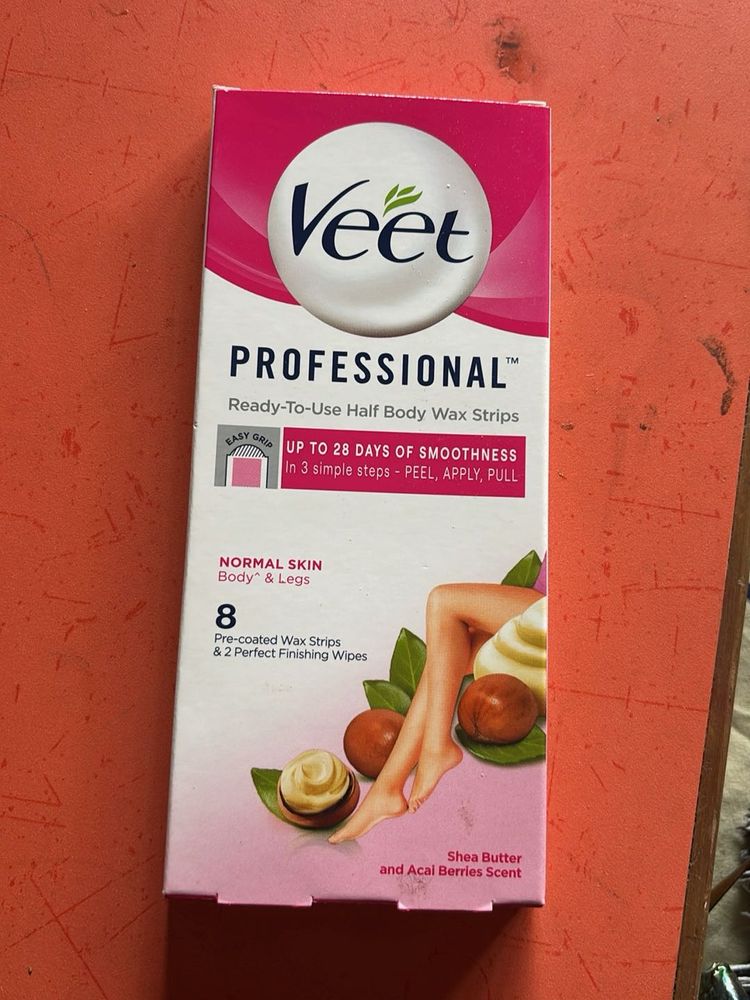 Veet
PROFESSIONAL™
Ready-To-Use Half Body Wax Strips
EASY GRIP
UP TO 28 DAYS OF SMOOTHNESS
In 3 simple steps - PEEL, APPLY, PULL
NORMAL SKIN
Body^ & Legs
8
Pre-coated Wax Strips
& 2 Perfect Finishing Wipes
Shea Butter
and Acai Berries Scent